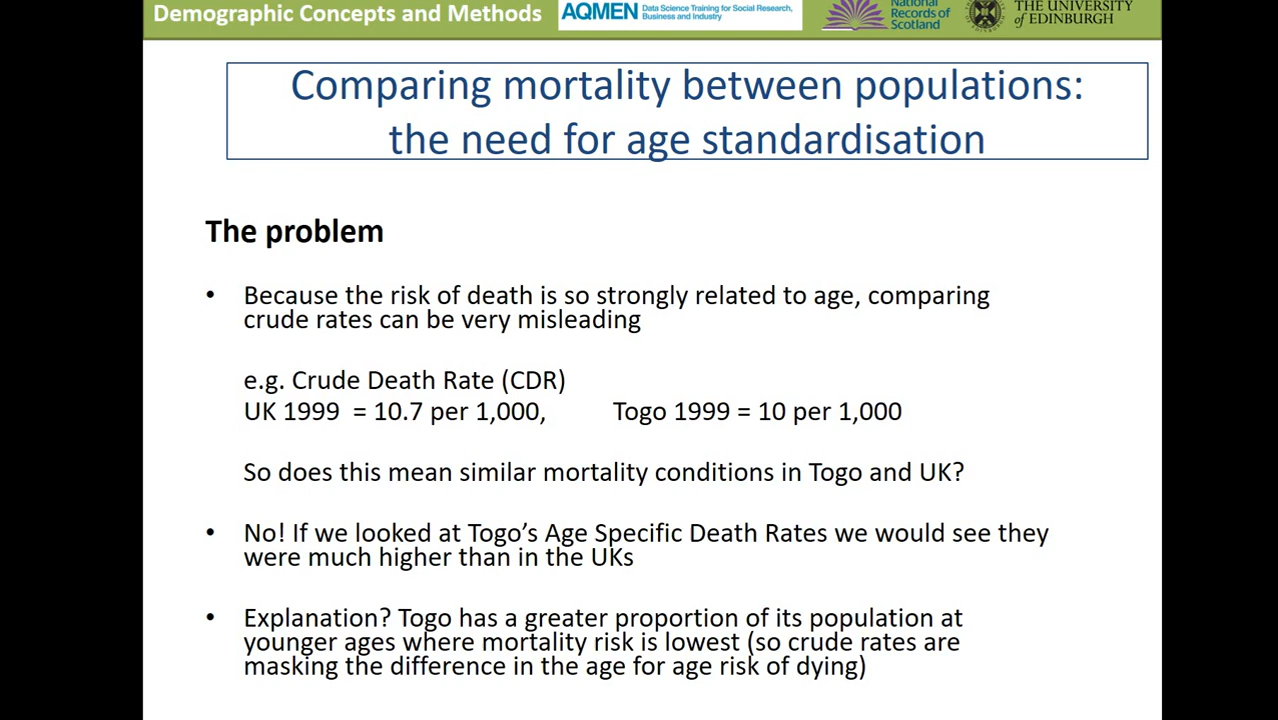 Demographic Concepts and Methods
AQMEN
Data Science Training for Social Research,
Business and Industry
National
Records of
Scotland
THE UNIVERSITY
of EDINBURGH
Comparing mortality between populations:
the need for age standardisation
The problem
• Because the risk of death is so strongly related to age, comparing
crude rates can be very misleading
e.g. Crude Death Rate (CDR)
UK 1999 = 10.7 per 1,000, Togo 1999 = 10 per 1,000
So does this mean similar mortality conditions in Togo and UK?
• No! If we looked at Togo’s Age Specific Death Rates we would see they
were much higher than in the UKs
• Explanation? Togo has a greater proportion of its population at
younger ages where mortality risk is lowest (so crude rates are
masking the difference in the age for age risk of dying)